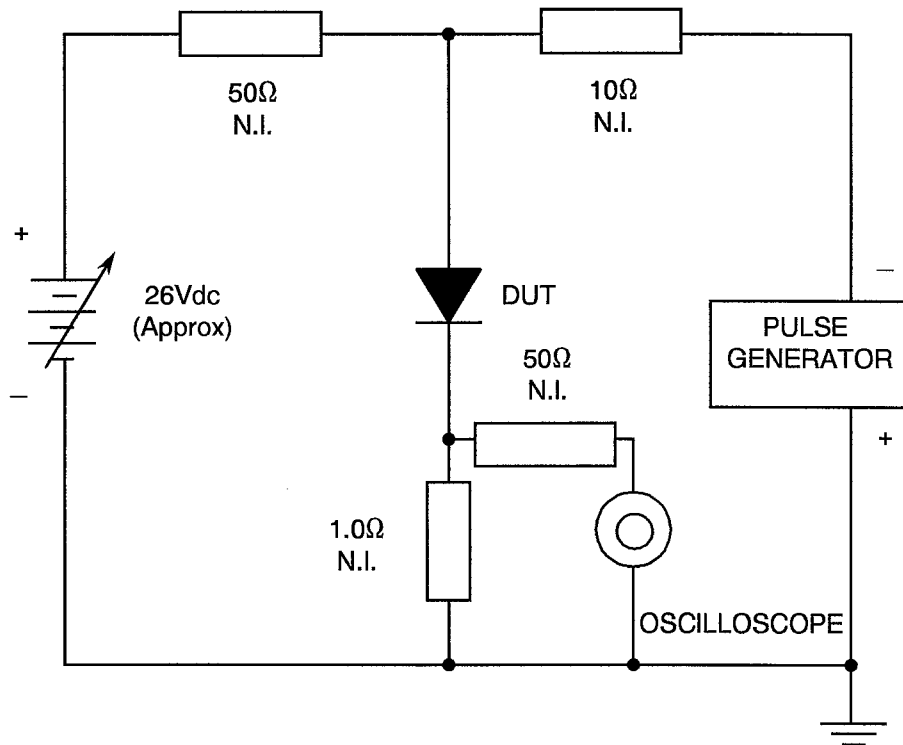 50Ω
N.I.
10Ω
N.I.
+
26Vdc
(Approx)
−
DUT
50Ω
N.I.
−
PULSE
GENERATOR
+
1.0Ω
N.I.
OSCILLOSCOPE